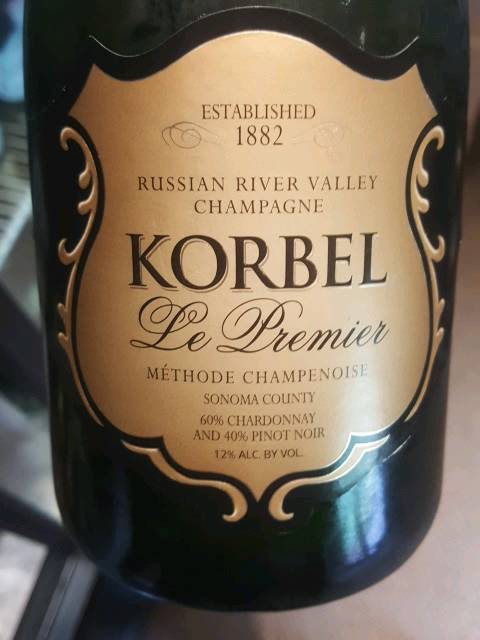 ESTABLISHED
1882
RUSSIAN RIVER VALLEY
CHAMPAGNE
KORBEL
Le Premier
MÉTHODE CHAMPENOISE
SONOMA COUNTY
60% CHARDONNAY
AND 40% PINOT NOIR
12% ALC. BY VOL.